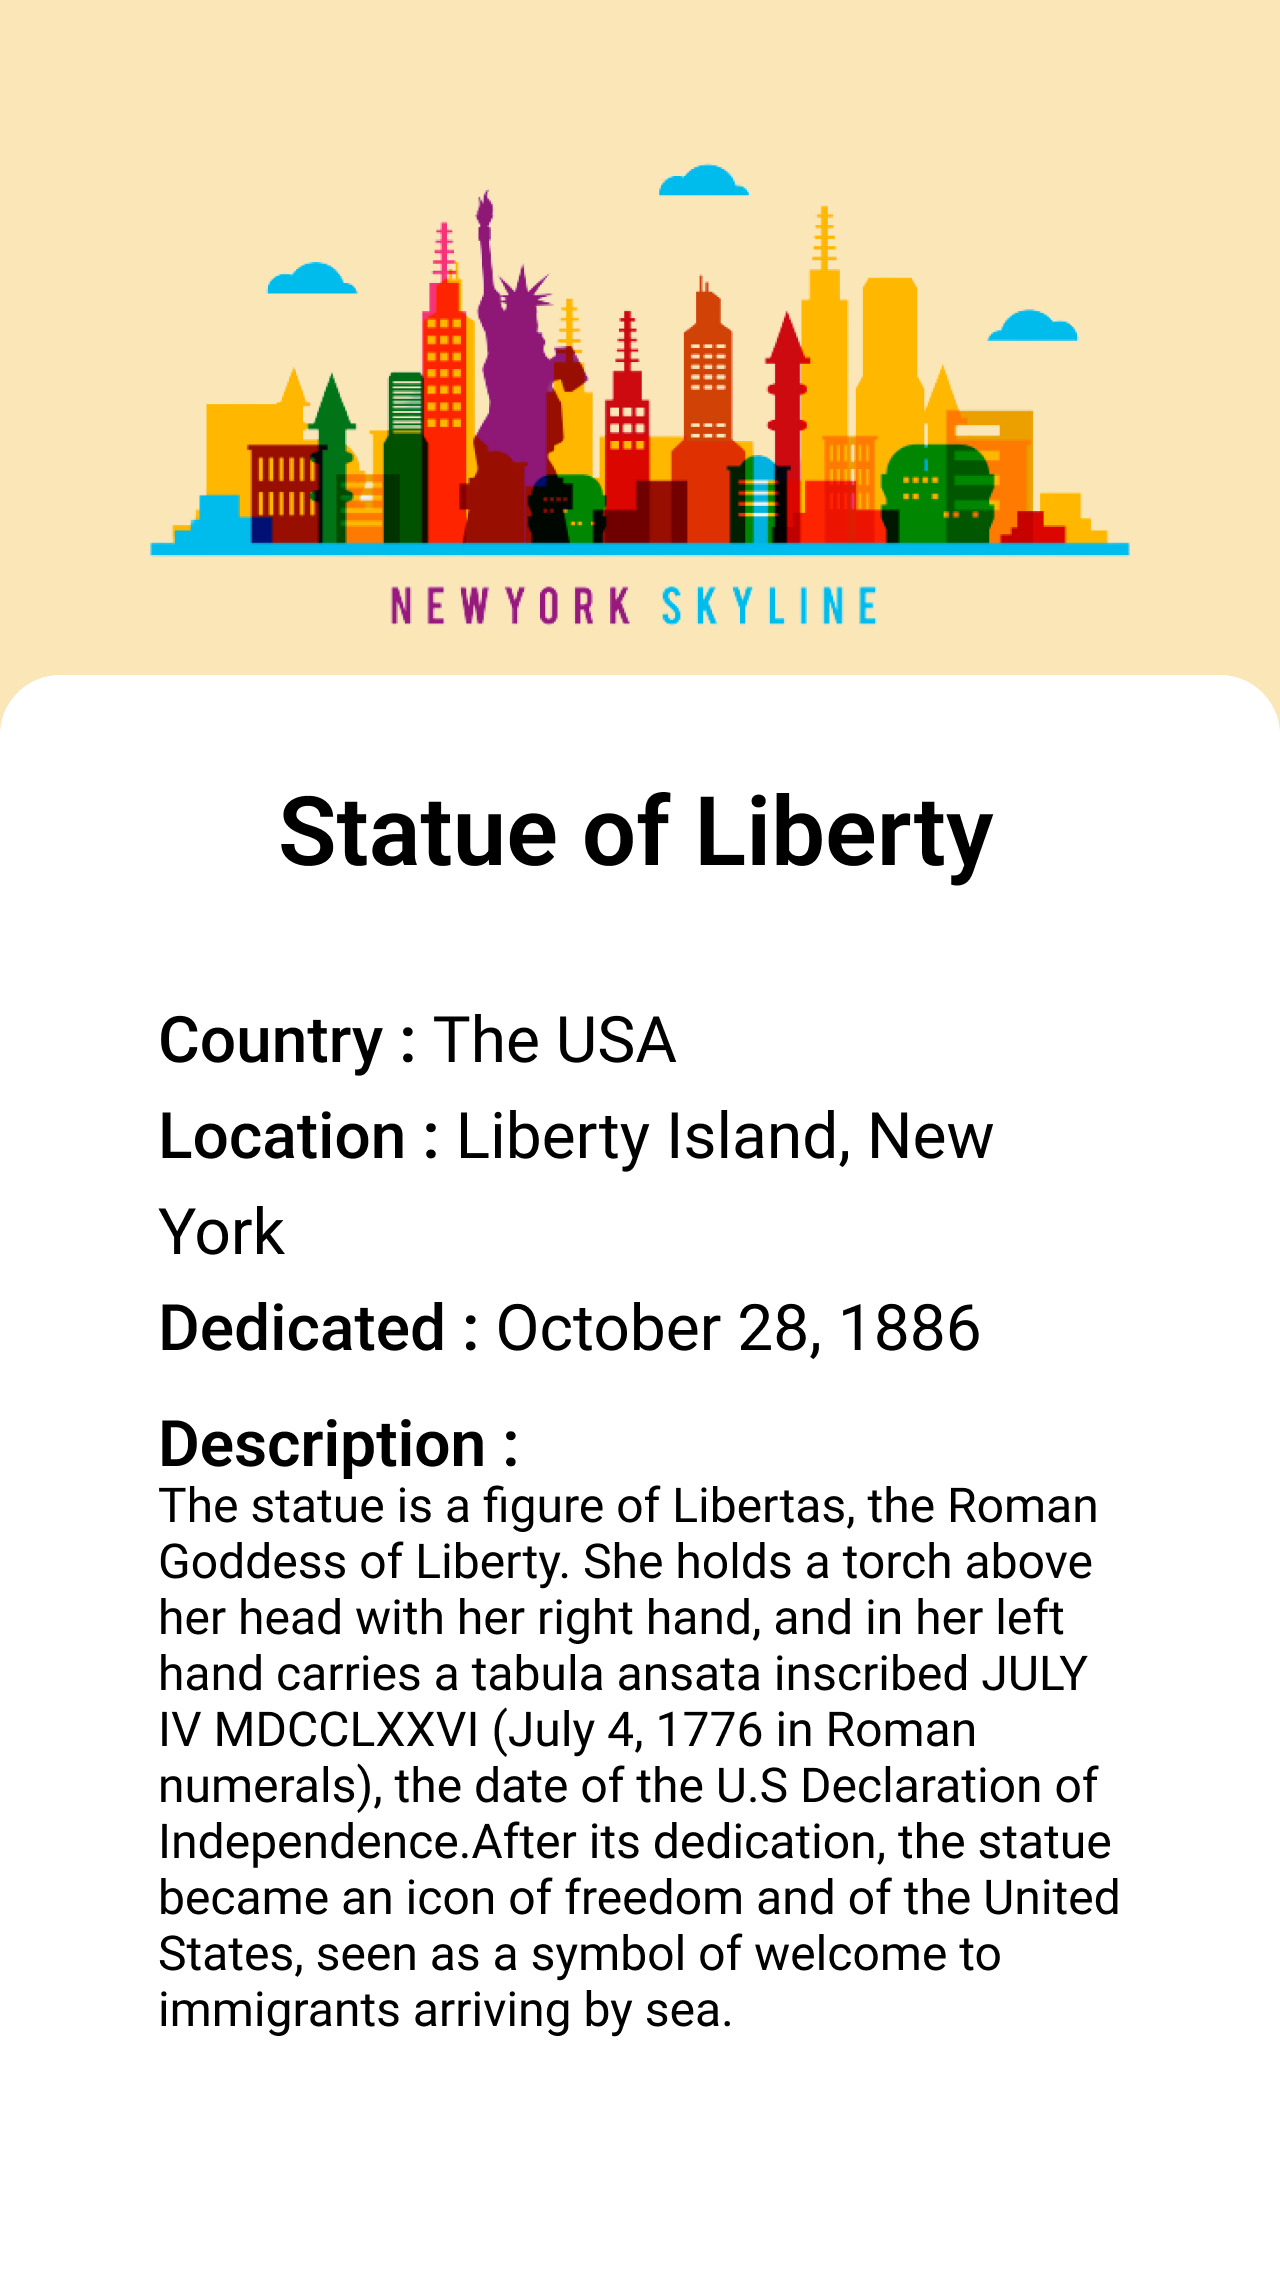 NEWYORK SKYLINE
Statue of Liberty
Country : The USA
Location : Liberty Island, New
York
Dedicated : October 28, 1886
Description :
The statue is a figure of Libertas, the Roman
Goddess of Liberty. She holds a torch above
her head with her right hand, and in her left
hand carries a tabula ansata inscribed JULY
IV MDCCLXXVI (July 4, 1776 in Roman
numerals), the date of the U.S Declaration of
Independence.After its dedication, the statue
became an icon of freedom and of the United
States, seen as a symbol of welcome to
immigrants arriving by sea.